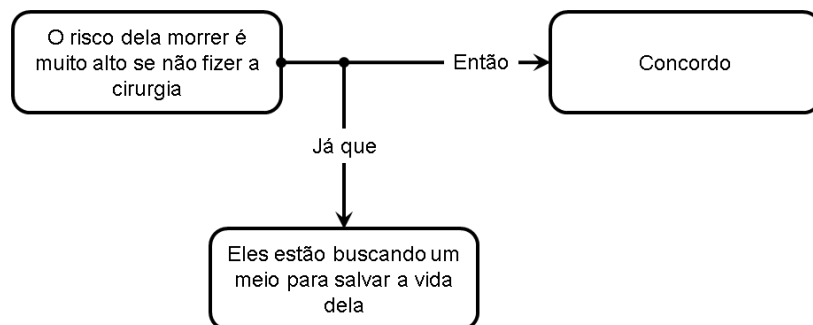 O risco dela morrer é
muito alto se não fizer a
cirurgia
Então
Concordo
Já que
Eles estão buscando um
meio para salvar a vida
dela